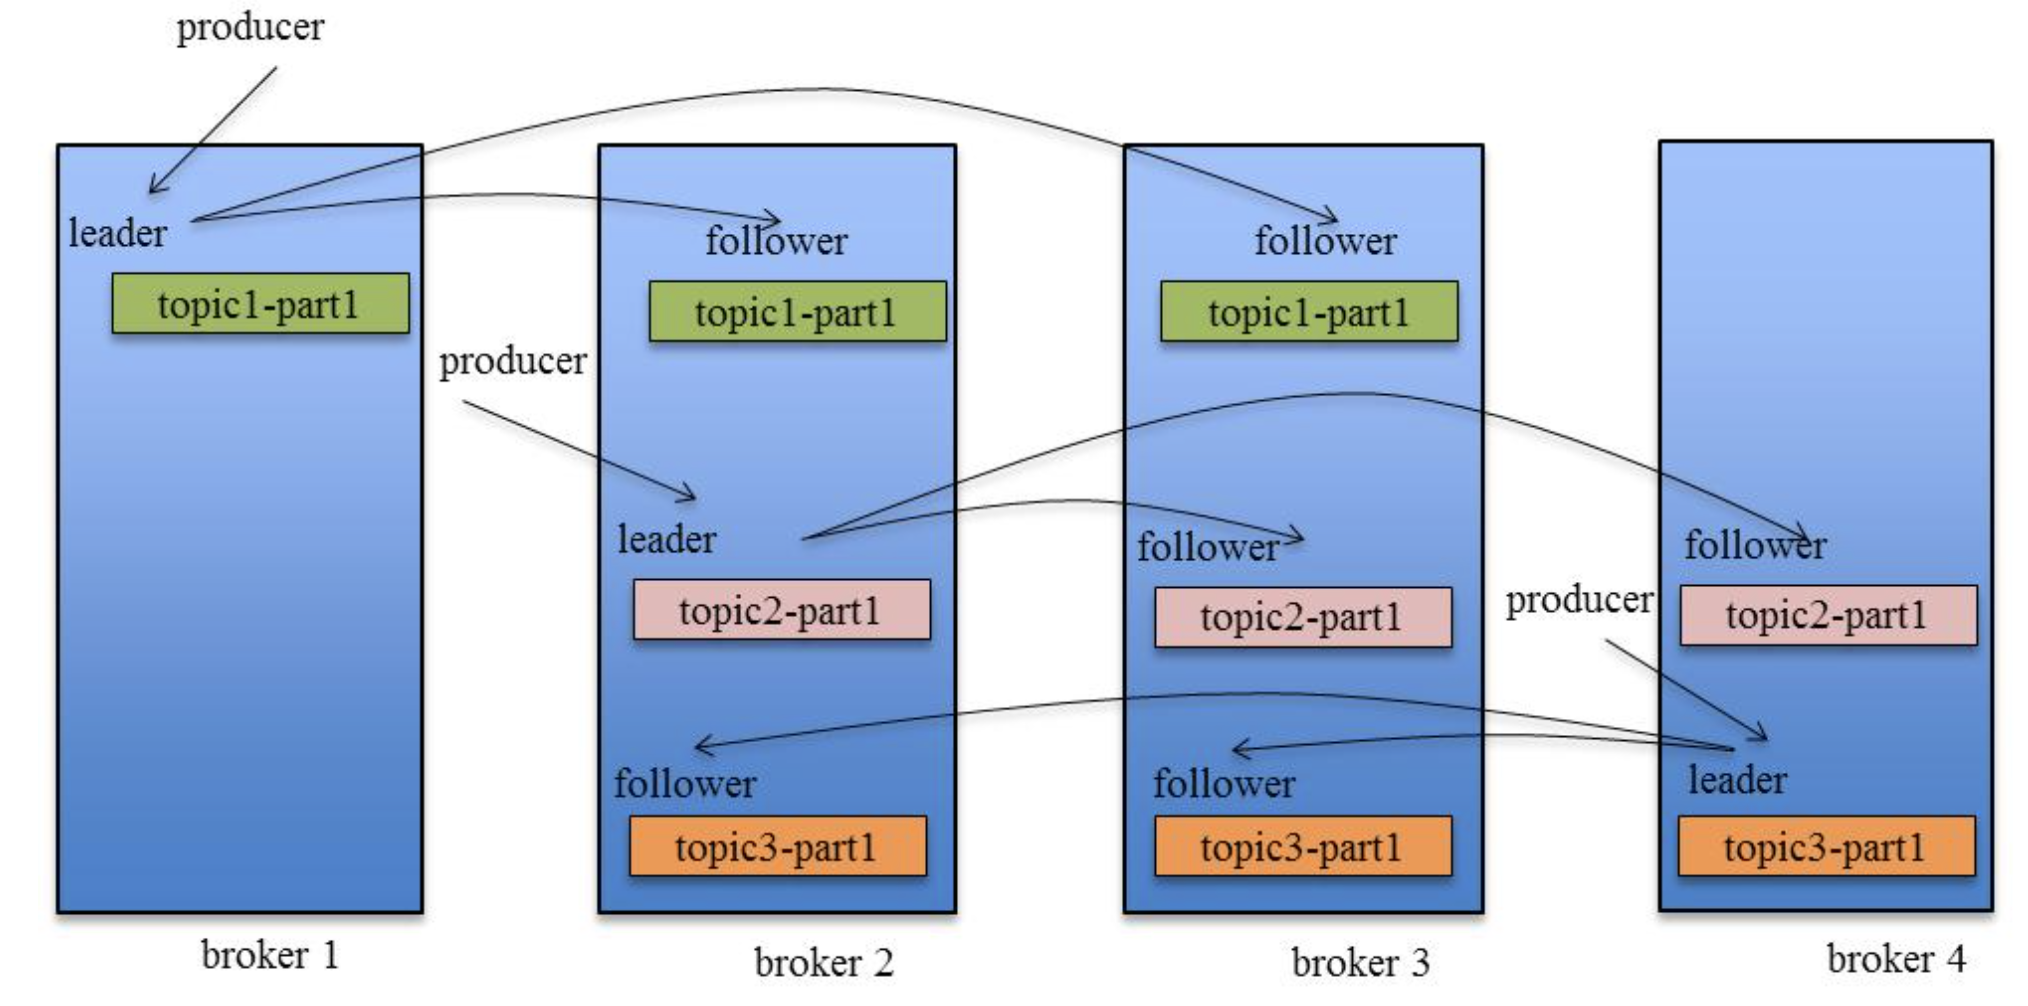 producer
leader
follower
follower
topic1-part1
topic1-part1
topic1-part1
producer
leader
follower
follower
topic2-part1
topic2-part1
topic2-part1
producer
follower
follower
leader
topic3-part1
topic3-part1
topic3-part1
broker 1
broker 2
broker 3
broker 4